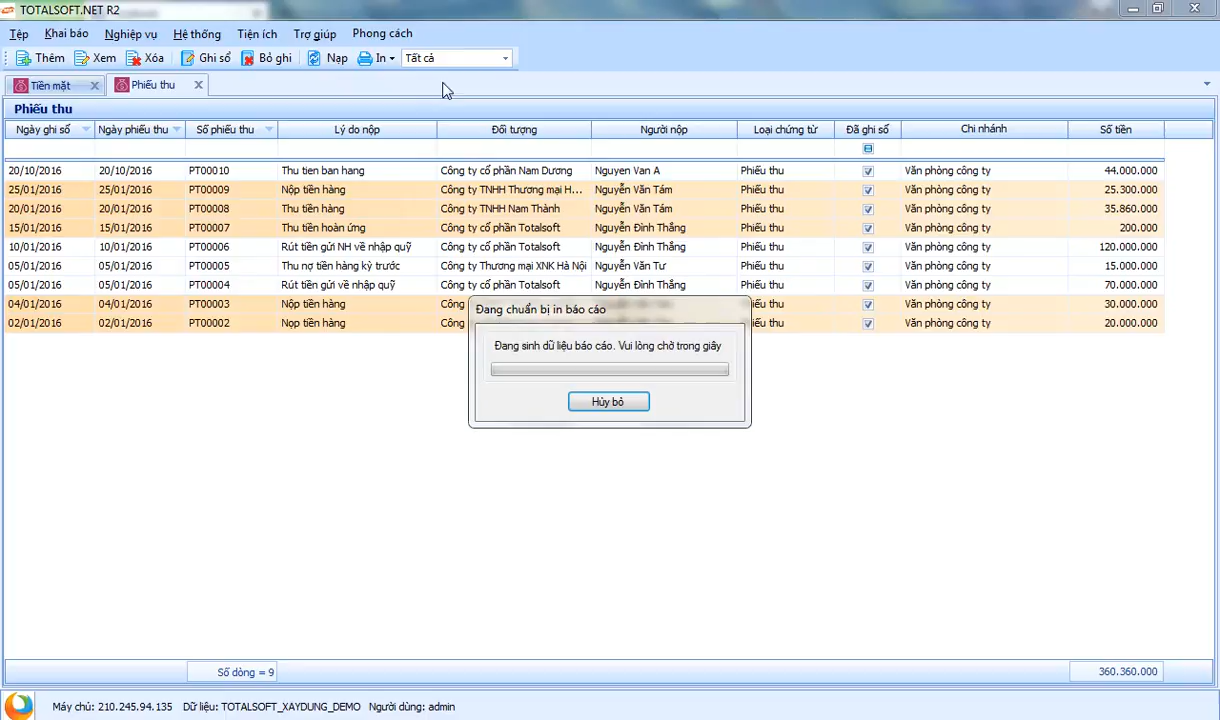 TOTALSOFT.NET R2
Tệp Khai báo Nghiệp vụ Hệ thống Tiện ích Trợ giúp Phong cách
Thêm Xem Xóa Ghi sổ Bỏ ghi Nạp In Tất cả
Tiền mặt Phiếu thu
Phiếu thu
Ngày ghi sổ Ngày phiếu thu Số phiếu thu Lý do nộp Đối tượng Người nộp Loại chứng từ Đã ghi sổ Chi nhánh Số tiền
20/10/2016 20/10/2016 PT00010 Thu tien ban hang Công ty cổ phần Nam Dương Nguyen Van A Phiếu thu Văn phòng công ty 44.000.000
25/01/2016 25/01/2016 PT00009 Nộp tiền hàng Công ty TNHH Thương mại H... Nguyễn Văn Tám Phiếu thu Văn phòng công ty 25.300.000
20/01/2016 20/01/2016 PT00008 Thu tiền hàng Công ty TNHH Nam Thành Nguyễn Văn Tám Phiếu thu Văn phòng công ty 35.860.000
15/01/2016 15/01/2016 PT00007 Thu tiền hoàn ứng Công ty cổ phần Totalsoft Nguyễn Đình Thắng Phiếu thu Văn phòng công ty 200.000
10/01/2016 10/01/2016 PT00006 Rút tiền gửi NH về nhập quỹ Công ty cổ phần Totalsoft Nguyễn Đình Thắng Phiếu thu Văn phòng công ty 120.000.000
05/01/2016 05/01/2016 PT00005 Thu nợ tiền hàng kỳ trước Công ty Thương mại XNK Hà Nội Nguyễn Văn Tư Phiếu thu Văn phòng công ty 15.000.000
05/01/2016 05/01/2016 PT00004 Rút tiền gửi về nhập quỹ Công ty cổ phần Totalsoft Nguyễn Đình Thắng Phiếu thu Văn phòng công ty 70.000.000
04/01/2016 04/01/2016 PT00003 Nộp tiền hàng Công Phiếu thu Văn phòng công ty 30.000.000
02/01/2016 02/01/2016 PT00002 Nọp tiền hàng Công Phiếu thu Văn phòng công ty 20.000.000
Đang chuẩn bị in báo cáo
Đang sinh dữ liệu báo cáo. Vui lòng chờ trong giây
Hủy bỏ
Số dòng = 9 360.360.000
Máy chủ: 210.245.94.135 Dữ liệu: TOTALSOFT_XAYDUNG_DEMO Người dùng: admin